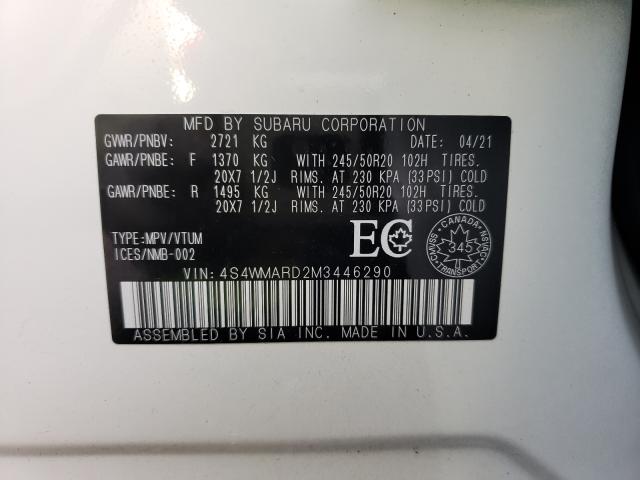 MFD BY SUBARU CORPORATION
GVWR/PNBV: 2721 KG DATE: 04/21
GAWR/PNBE: F 1370 KG WITH 245/50R20 102H TIRES.
20X7 1/2J RIMS. AT 230 KPA (33PSI) COLD
GAWR/PNBE: R 1495 KG WITH 245/50R20 102H TIRES.
20X7 1/2J RIMS. AT 230 KPA (33PSI) COLD
TYPE:MPV/VTUM
ICES/NMB-002
EC
CANADA
CMVSS
NSVAC
345
VIN: 4S4WMARD2M3446290
ASSEMBLED BY SIA INC. MADE IN U.S.A.